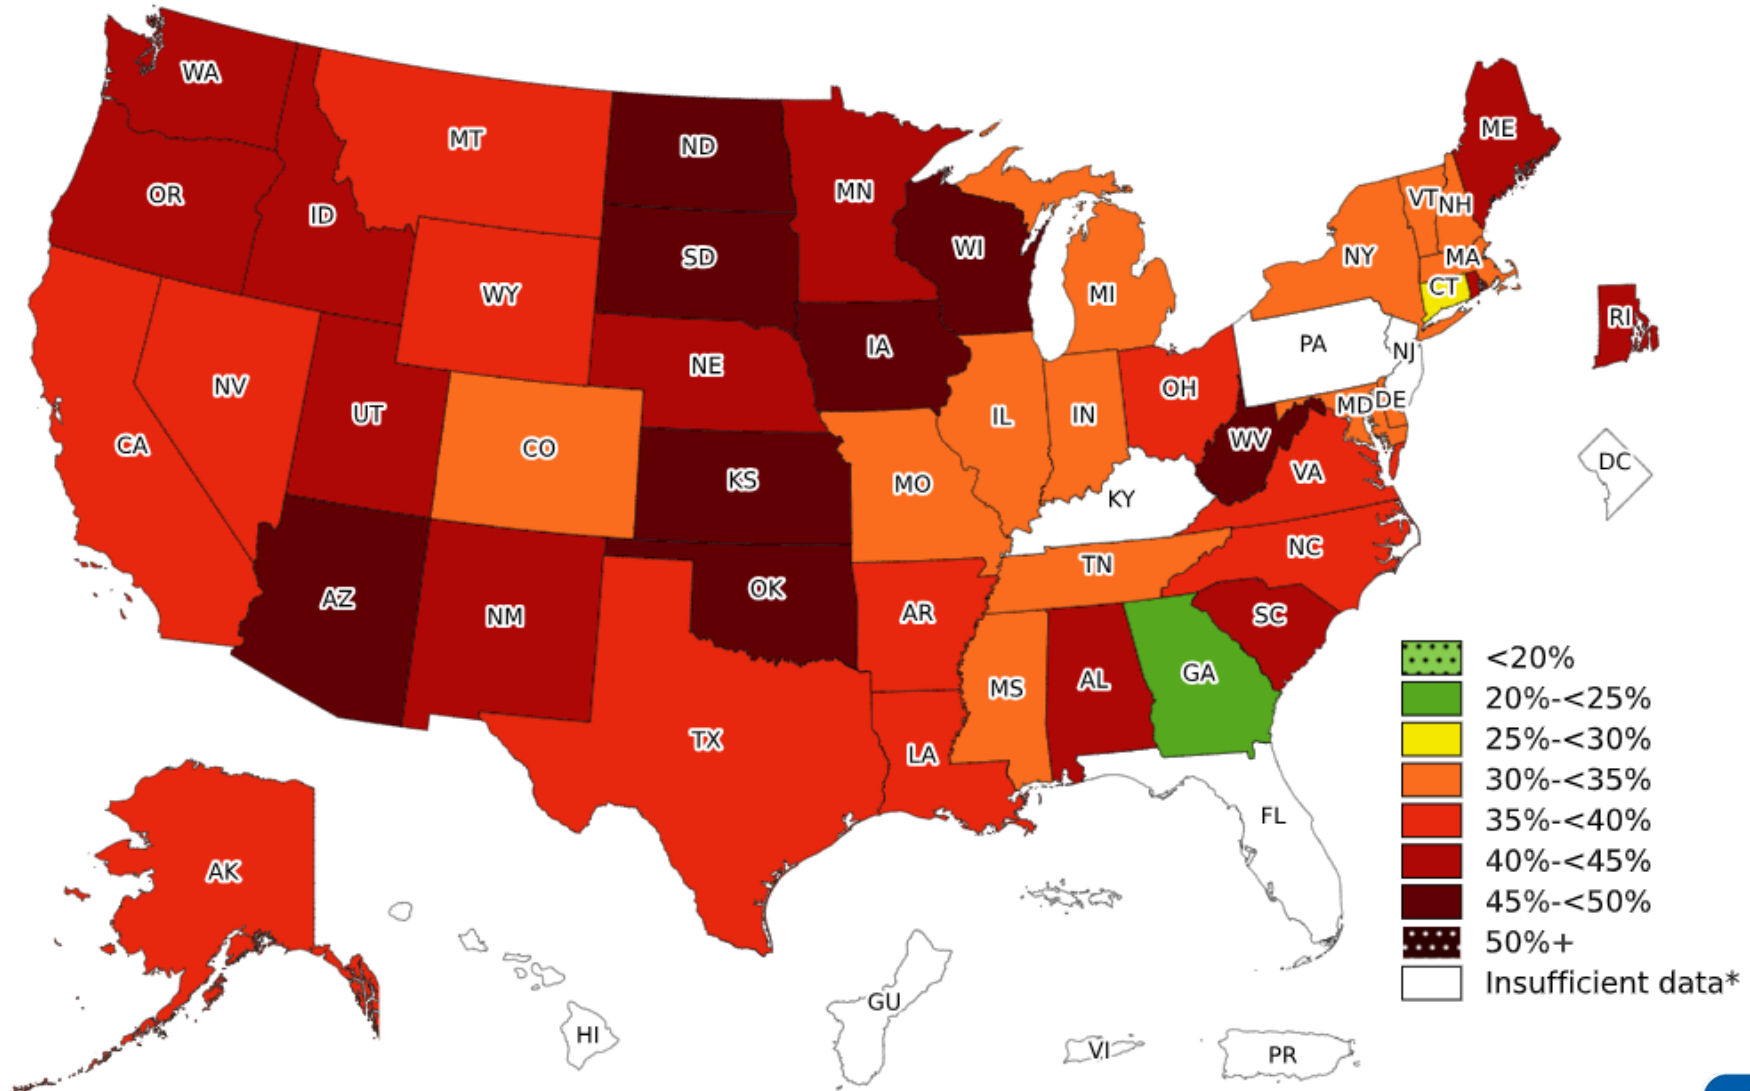 WA
MT
ND
MN
ME
OR
ID
SD
WI
VT
NH
NY
MA
WY
MI
CT
RI
NE
IA
PA
NJ
NV
UT
OH
MD
DE
CA
CO
IL
IN
WV
DC
KS
MO
KY
VA
NC
AZ
NM
OK
AR
TN
SC
MS
AL
GA
TX
LA
FL
AK
HI
GU
VI
PR
<20%
20%-<25%
25%-<30%
30%-<35%
35%-<40%
40%-<45%
45%-<50%
50%+
Insufficient data*